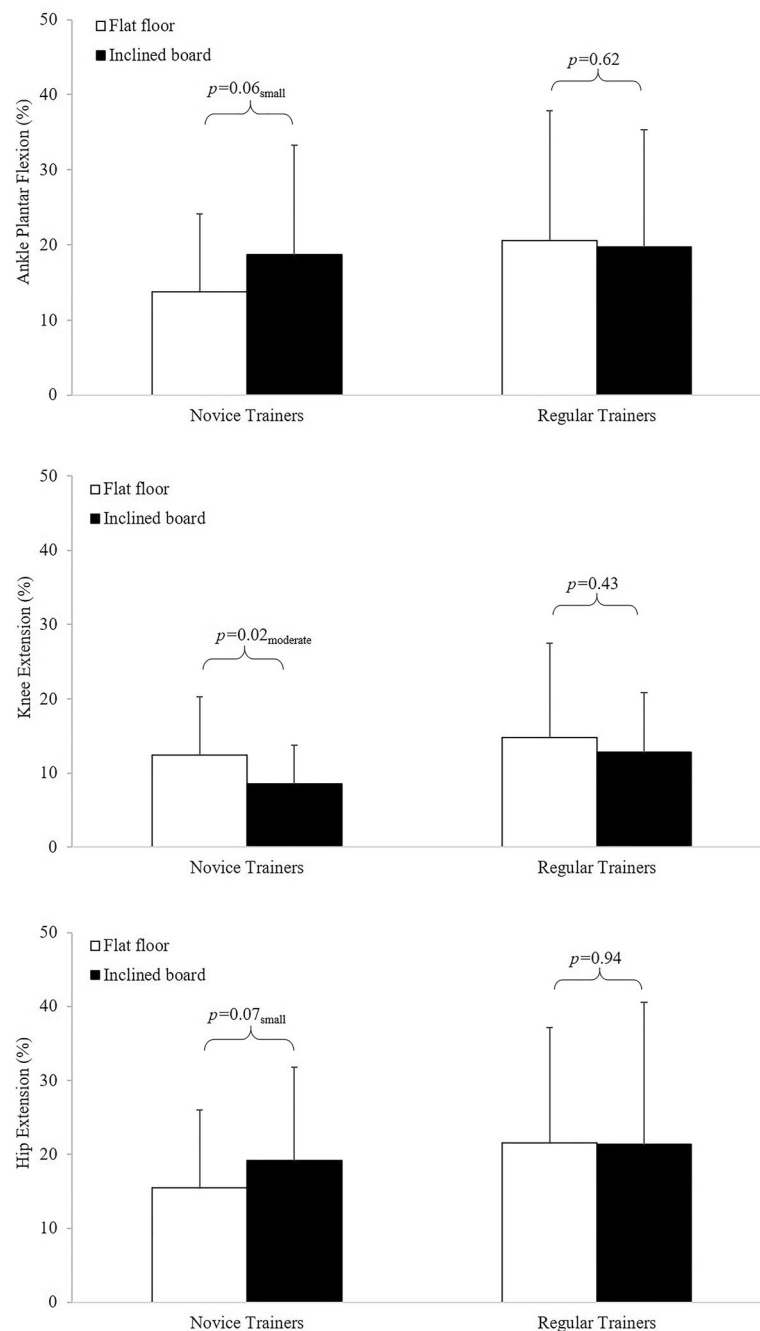 Ankle Plantar Flexion (%)
50
40
30
20
10
0
Flat floor
Inclined board
p=0.06small
p=0.62
Novice Trainers
Regular Trainers
Knee Extension (%)
50
40
30
20
10
0
Flat floor
Inclined board
p=0.02moderate
p=0.43
Novice Trainers
Regular Trainers
Hip Extension (%)
50
40
30
20
10
0
Flat floor
Inclined board
p=0.07small
p=0.94
Novice Trainers
Regular Trainers